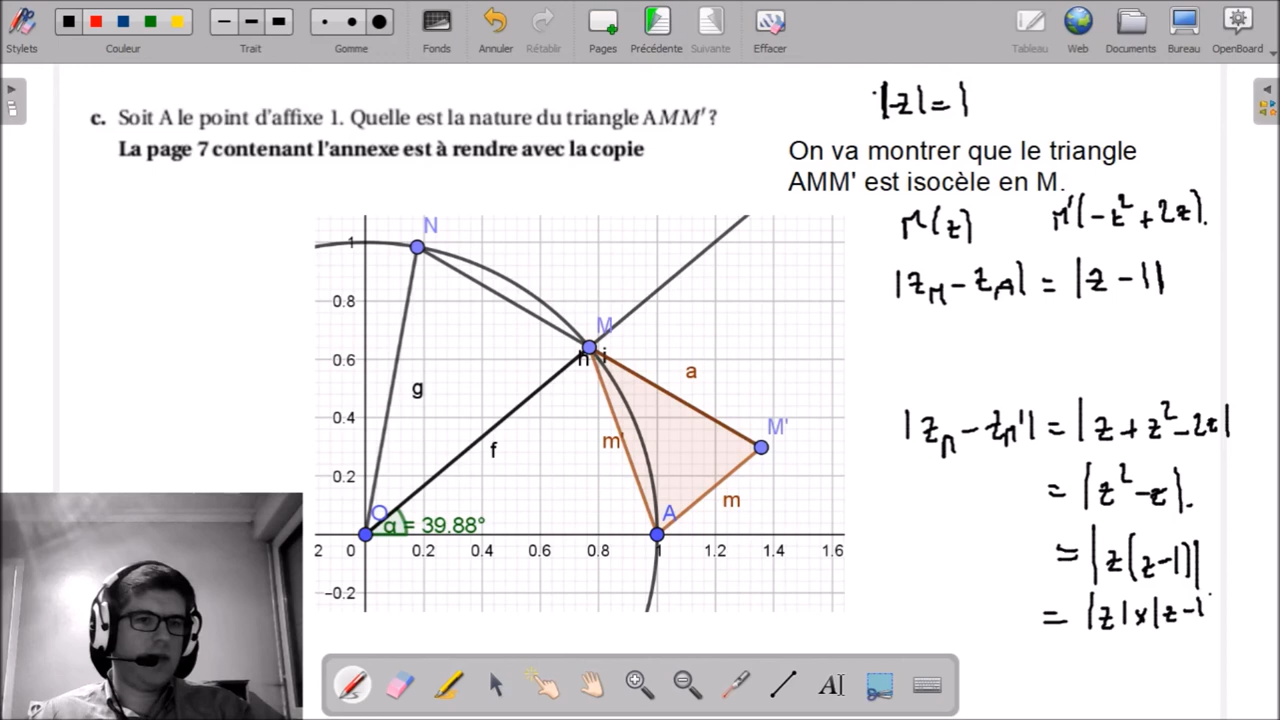 Stylets Couleur Trait Gomme Fonds Annuler Rétablir Pages Précédente Suivante Effacer Tableau Web Documents Bureau OpenBoard
c. Soit A le point d'affixe 1. Quelle est la nature du triangle AMM' ?
La page 7 contenant l'annexe est à rendre avec la copie
|z| = 1
On va montrer que le triangle
AMM' est isocèle en M.
M(z) M'(-z²+2z).
|z_M - z_A| = |z - 1|
|z_M - z_M'| = |z + z² - 2z|
= |z² - z|.
= |z(z-1)|
= |z| × |z-1
N
1
0.8
M
0.6
h i
a
g
0.4
M'
m'
f
0.2
m
O
α = 39.88°
A
2 0 0.2 0.4 0.6 0.8 1 1.2 1.4 1.6
-0.2
AI